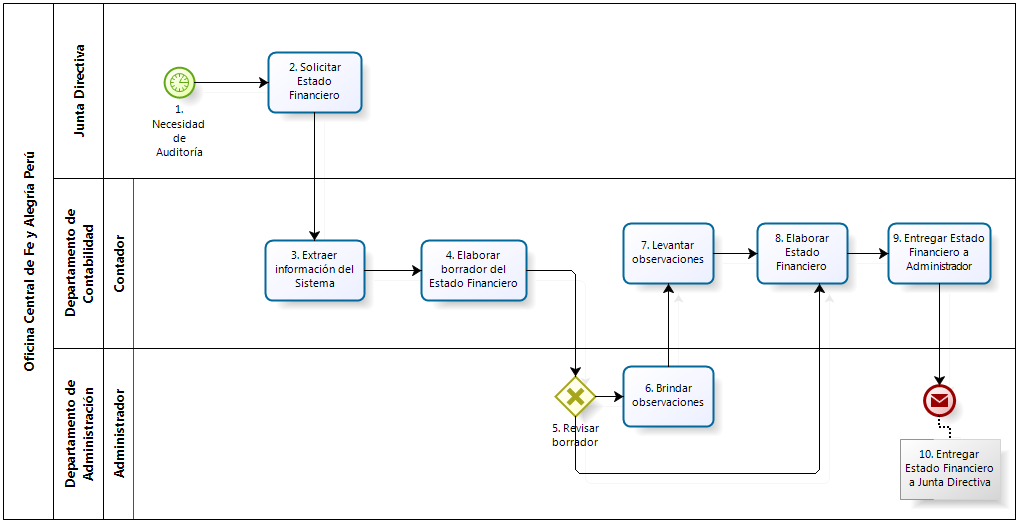 Oficina Central de Fe y Alegría Perú
Junta Directiva
1.
Necesidad
de
Auditoría
2. Solicitar
Estado
Financiero
Departamento de
Contabilidad
Contador
3. Extraer
información del
Sistema
4. Elaborar
borrador del
Estado Financiero
7. Levantar
observaciones
8. Elaborar
Estado
Financiero
9. Entregar Estado
Financiero a
Administrador
Departamento de
Administración
Administrador
5. Revisar
borrador
6. Brindar
observaciones
10. Entregar
Estado Financiero
a Junta Directiva